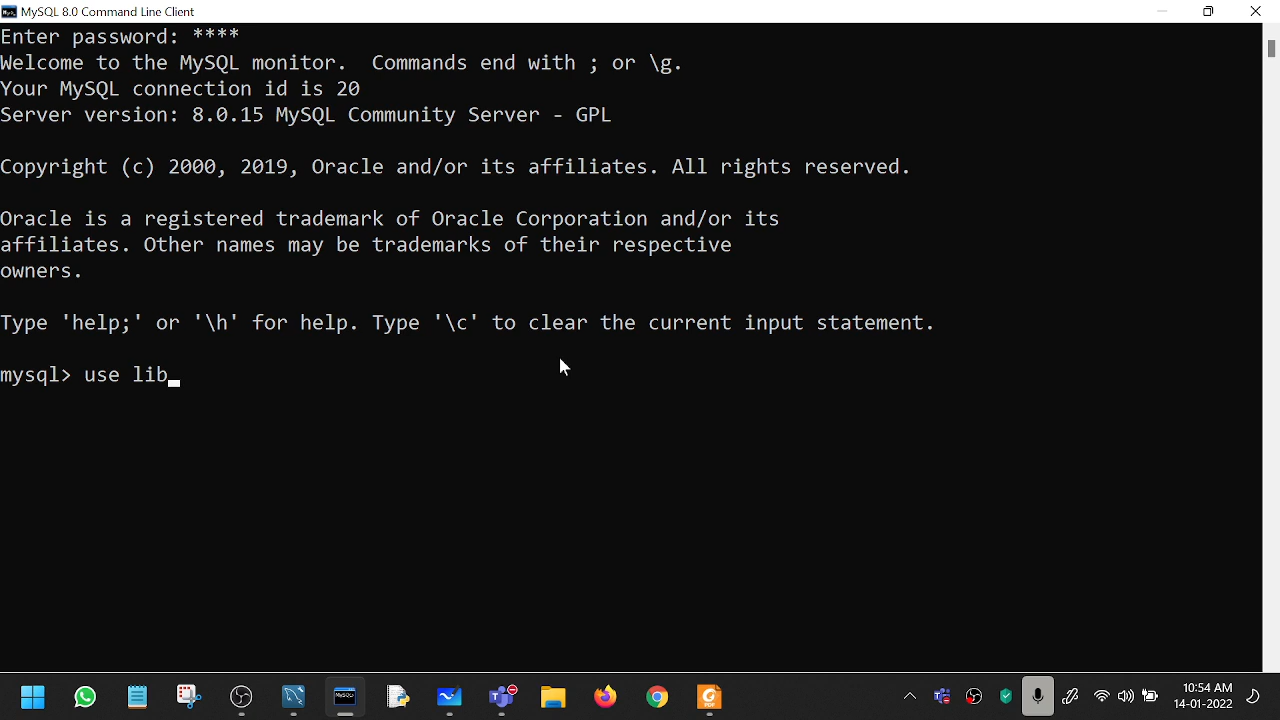 MySQL 8.0 Command Line Client
Enter password: ****
Welcome to the MySQL monitor.  Commands end with ; or \g.
Your MySQL connection id is 20
Server version: 8.0.15 MySQL Community Server - GPL
Copyright (c) 2000, 2019, Oracle and/or its affiliates. All rights reserved.
Oracle is a registered trademark of Oracle Corporation and/or its
affiliates. Other names may be trademarks of their respective
owners.
Type 'help;' or '\h' for help. Type '\c' to clear the current input statement.
mysql> use lib
10:54 AM
14-01-2022